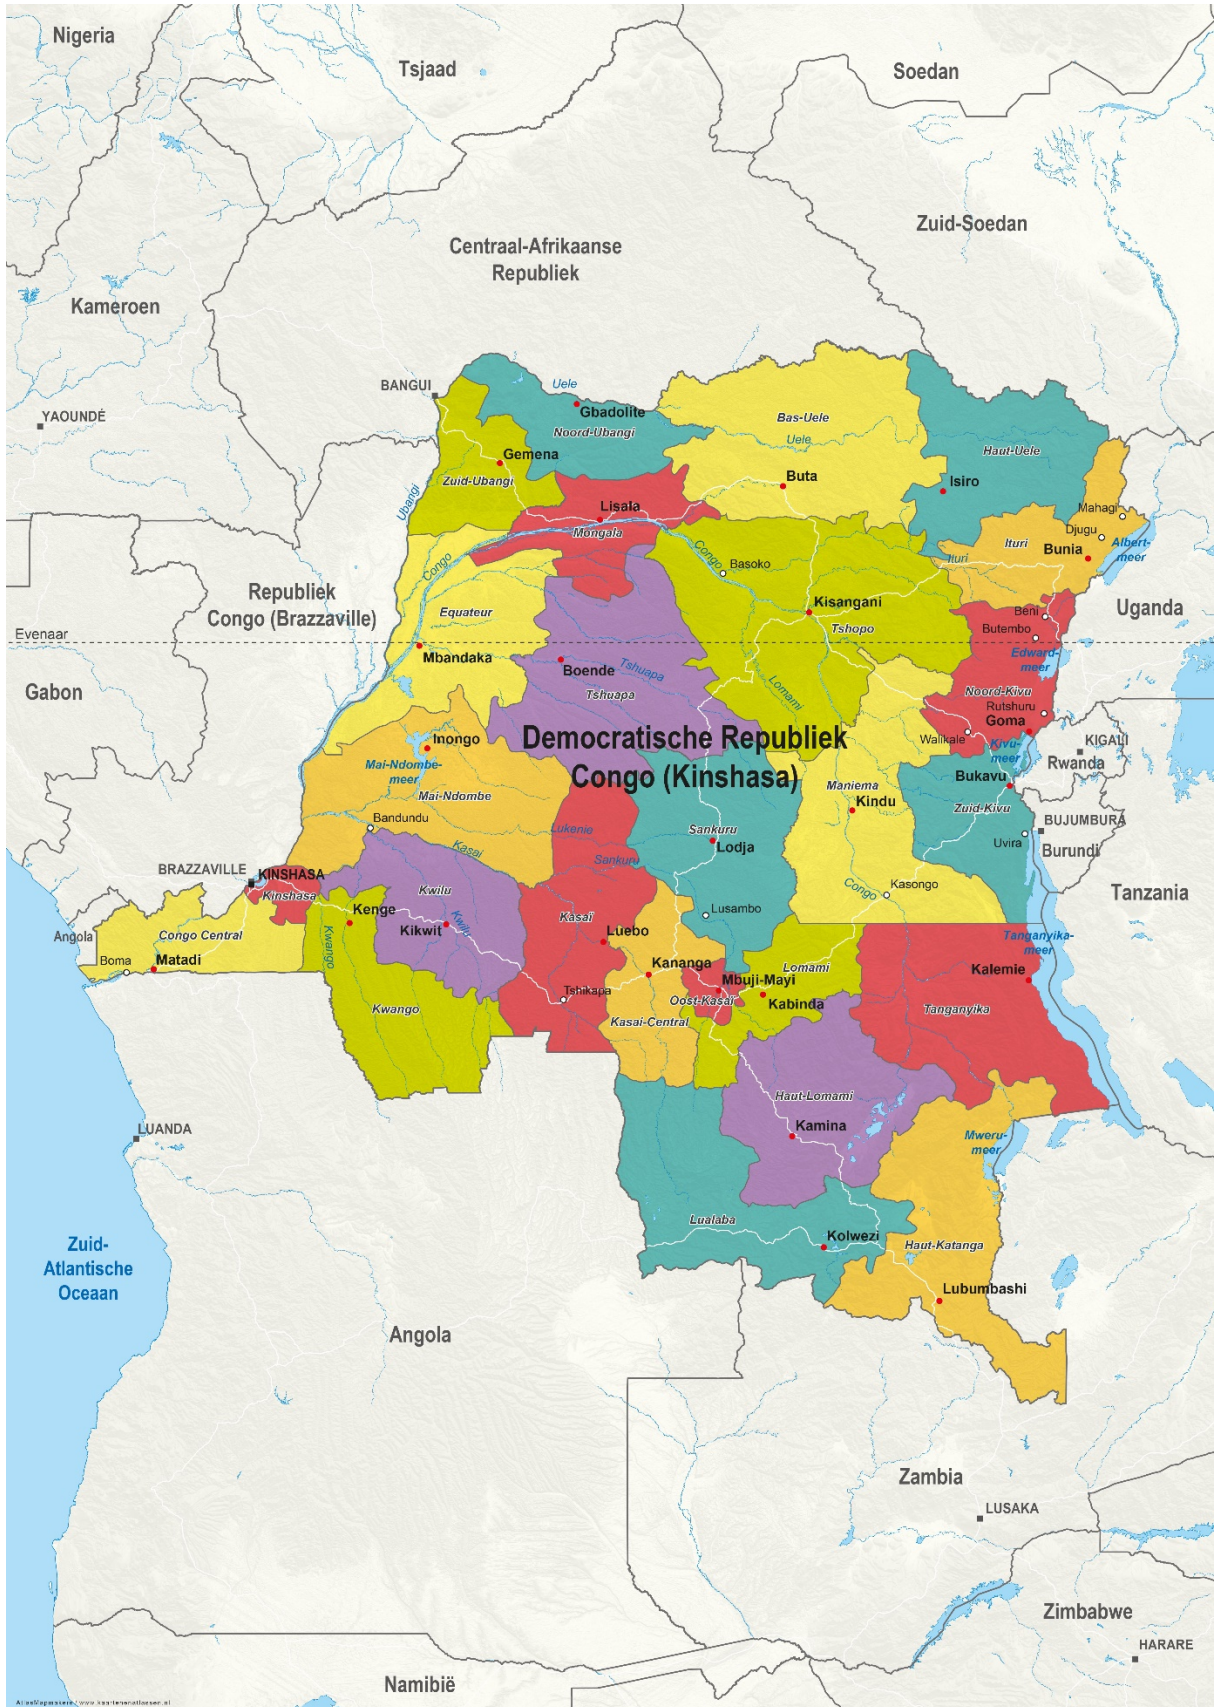 Nigeria
Tsjaad
Soedan
Zuid-Soedan
Centraal-Afrikaanse
Republiek
Kameroen
BANGUI
Uele
Gbadolite
YAOUNDÉ
Noord-Ubangi
Bas-Uele
Uele
Haut-Uele
Gemena
Zuid-Ubangi
Buta
Isiro
Ubangi
Lisala
Mongala
Mahagi
Djugu
Ituri
Bunia
Albert-
meer
Congo
Congo
Basoko
Ituri
Republiek
Congo (Brazzaville)
Equateur
Kisangani
Tshopo
Beni
Butembo
Uganda
Evenaar
Mbandaka
Boende
Tshuapa
Tshuapa
Lomami
Edward-
meer
Noord-Kivu
Rutshuru
Goma
Gabon
Walikale
Democratische Republiek
Congo (Kinshasa)
Inongo
Mai-Ndombe-
meer
Mai-Ndombe
Kivu-
meer
KIGALI
Rwanda
Bukavu
Zuid-Kivu
Maniema
Kindu
Bandundu
Lukenie
Kasai
Sankuru
Lodja
Sankuru
BUJUMBURA
Uvira
Burundi
BRAZZAVILLE
KINSHASA
Kinshasa
Kwilu
Congo
Kasongo
Tanzania
Kenge
Kikwit
Kwilu
Kasaï
Lusambo
Angola
Congo Central
Kwango
Luebo
Tanganyika-
meer
Boma
Matadi
Kananga
Lomami
Kalemie
Mbuji-Mayi
Oost-Kasaï
Kabinda
Tshikapa
Kwango
Kasai-Central
Tanganyika
Haut-Lomami
Kamina
LUANDA
Mweru-
meer
Lualaba
Kolwezi
Haut-Katanga
Zuid-
Atlantische
Oceaan
Lubumbashi
Angola
Zambia
LUSAKA
Zimbabwe
HARARE
Namibië